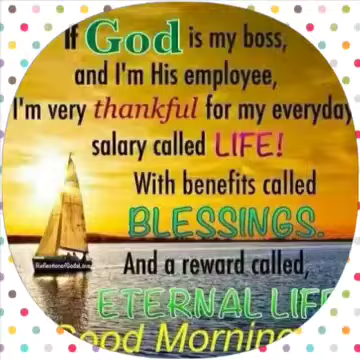 If God is my boss,
and I'm His employee,
I'm very thankful for my everyday
salary called LIFE!
With benefits called
BLESSINGS.
And a reward called,
ETERNAL LIFE
Good Morning
ReflectionofGodsLove